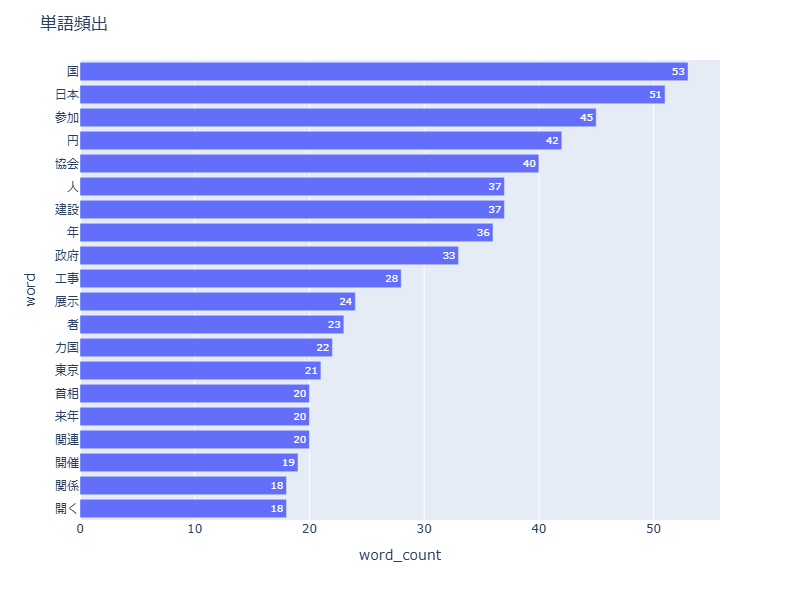 単語頻出
国 53
日本 51
参加 45
円 42
協会 40
人 37
建設 37
年 36
政府 33
工事 28
展示 24
者 23
力国 22
東京 21
首相 20
来年 20
関連 20
開催 19
関係 18
開く 18
word
0 10 20 30 40 50
word_count